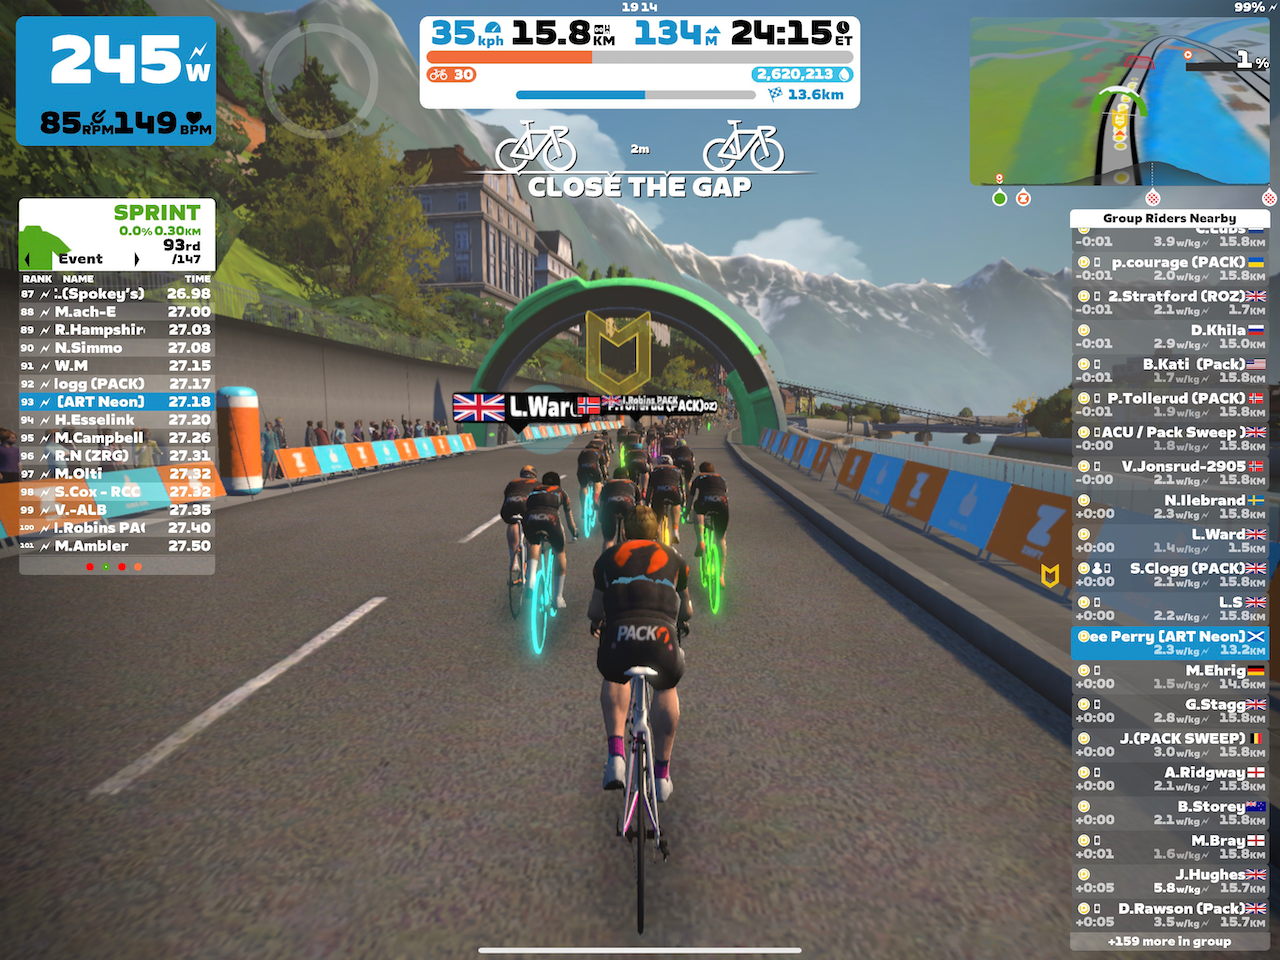 19 14
99%
245 W
85 RPM 149 BPM
35 kph 15.8 KM 134 M 24:15 ET
30
2,620,213
13.6km
2m
CLOSE THE GAP
1 %
SPRINT
0.0% 0.30KM
93rd
/147
Event
RANK NAME TIME
87 :.(Spokey's) 26.98
88 M.ach-E 27.00
89 R.Hampshir 27.03
90 N.Simmo 27.08
91 W.M 27.15
92 logg (PACK) 27.17
93 [ART Neon] 27.18
94 H.Esselink 27.20
95 M.Campbell 27.26
96 R.N (ZRG) 27.31
97 M.Olti 27.32
98 S.Cox - RCC 27.32
99 V.-ALB 27.35
100 I.Robins PA( 27.40
101 M.Ambler 27.50
L.Ward
P.Tollerud (PACK)
I.Robins PACK
PACK
Group Riders Nearby
-0:01 3.9w/kg 15.8KM
p.courage (PACK)
-0:01 2.0w/kg 15.8KM
2.Stratford (ROZ)
-0:01 2.1w/kg 1.7KM
D.Khila
-0:01 2.9w/kg 15.0KM
B.Kati (Pack)
-0:01 1.7w/kg 15.8KM
P.Tollerud (PACK)
-0:01 1.9w/kg 15.8KM
ACU / Pack Sweep )
-0:00 1.8w/kg 15.8KM
V.Jonsrud-2905
-0:00 2.1w/kg 15.8KM
N.Ilebrand
+0:00 2.3w/kg 15.8KM
L.Ward
+0:00 1.4w/kg 1.5KM
S.Clogg (PACK)
+0:00 2.1w/kg 15.8KM
L.S
+0:00 2.2w/kg 15.8KM
ee Perry [ART Neon]
2.3w/kg 13.2KM
M.Ehrig
+0:00 1.5w/kg 14.6KM
G.Stagg
+0:00 2.8w/kg 15.8KM
J.(PACK SWEEP)
+0:00 3.0w/kg 15.8KM
A.Ridgway
+0:00 2.1w/kg 15.8KM
B.Storey
+0:00 2.1w/kg 15.8KM
M.Bray
+0:01 1.6w/kg 15.8KM
J.Hughes
+0:05 5.8w/kg 15.7KM
D.Rawson (Pack)
+0:05 3.5w/kg 15.7KM
+159 more in group